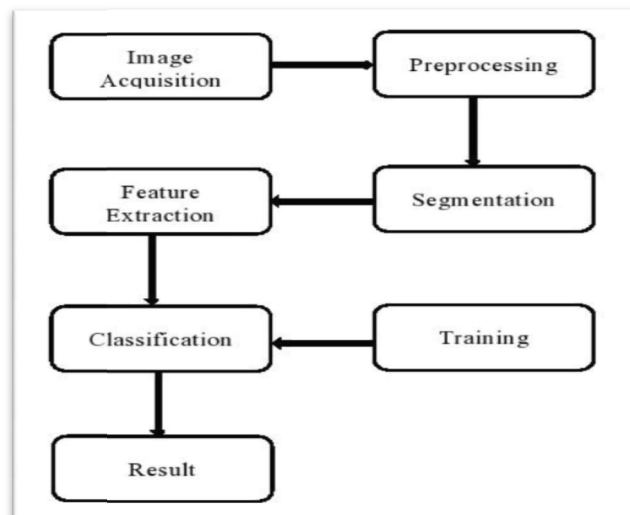 Image
Acquisition
Preprocessing
Feature
Extraction
Segmentation
Classification
Training
Result